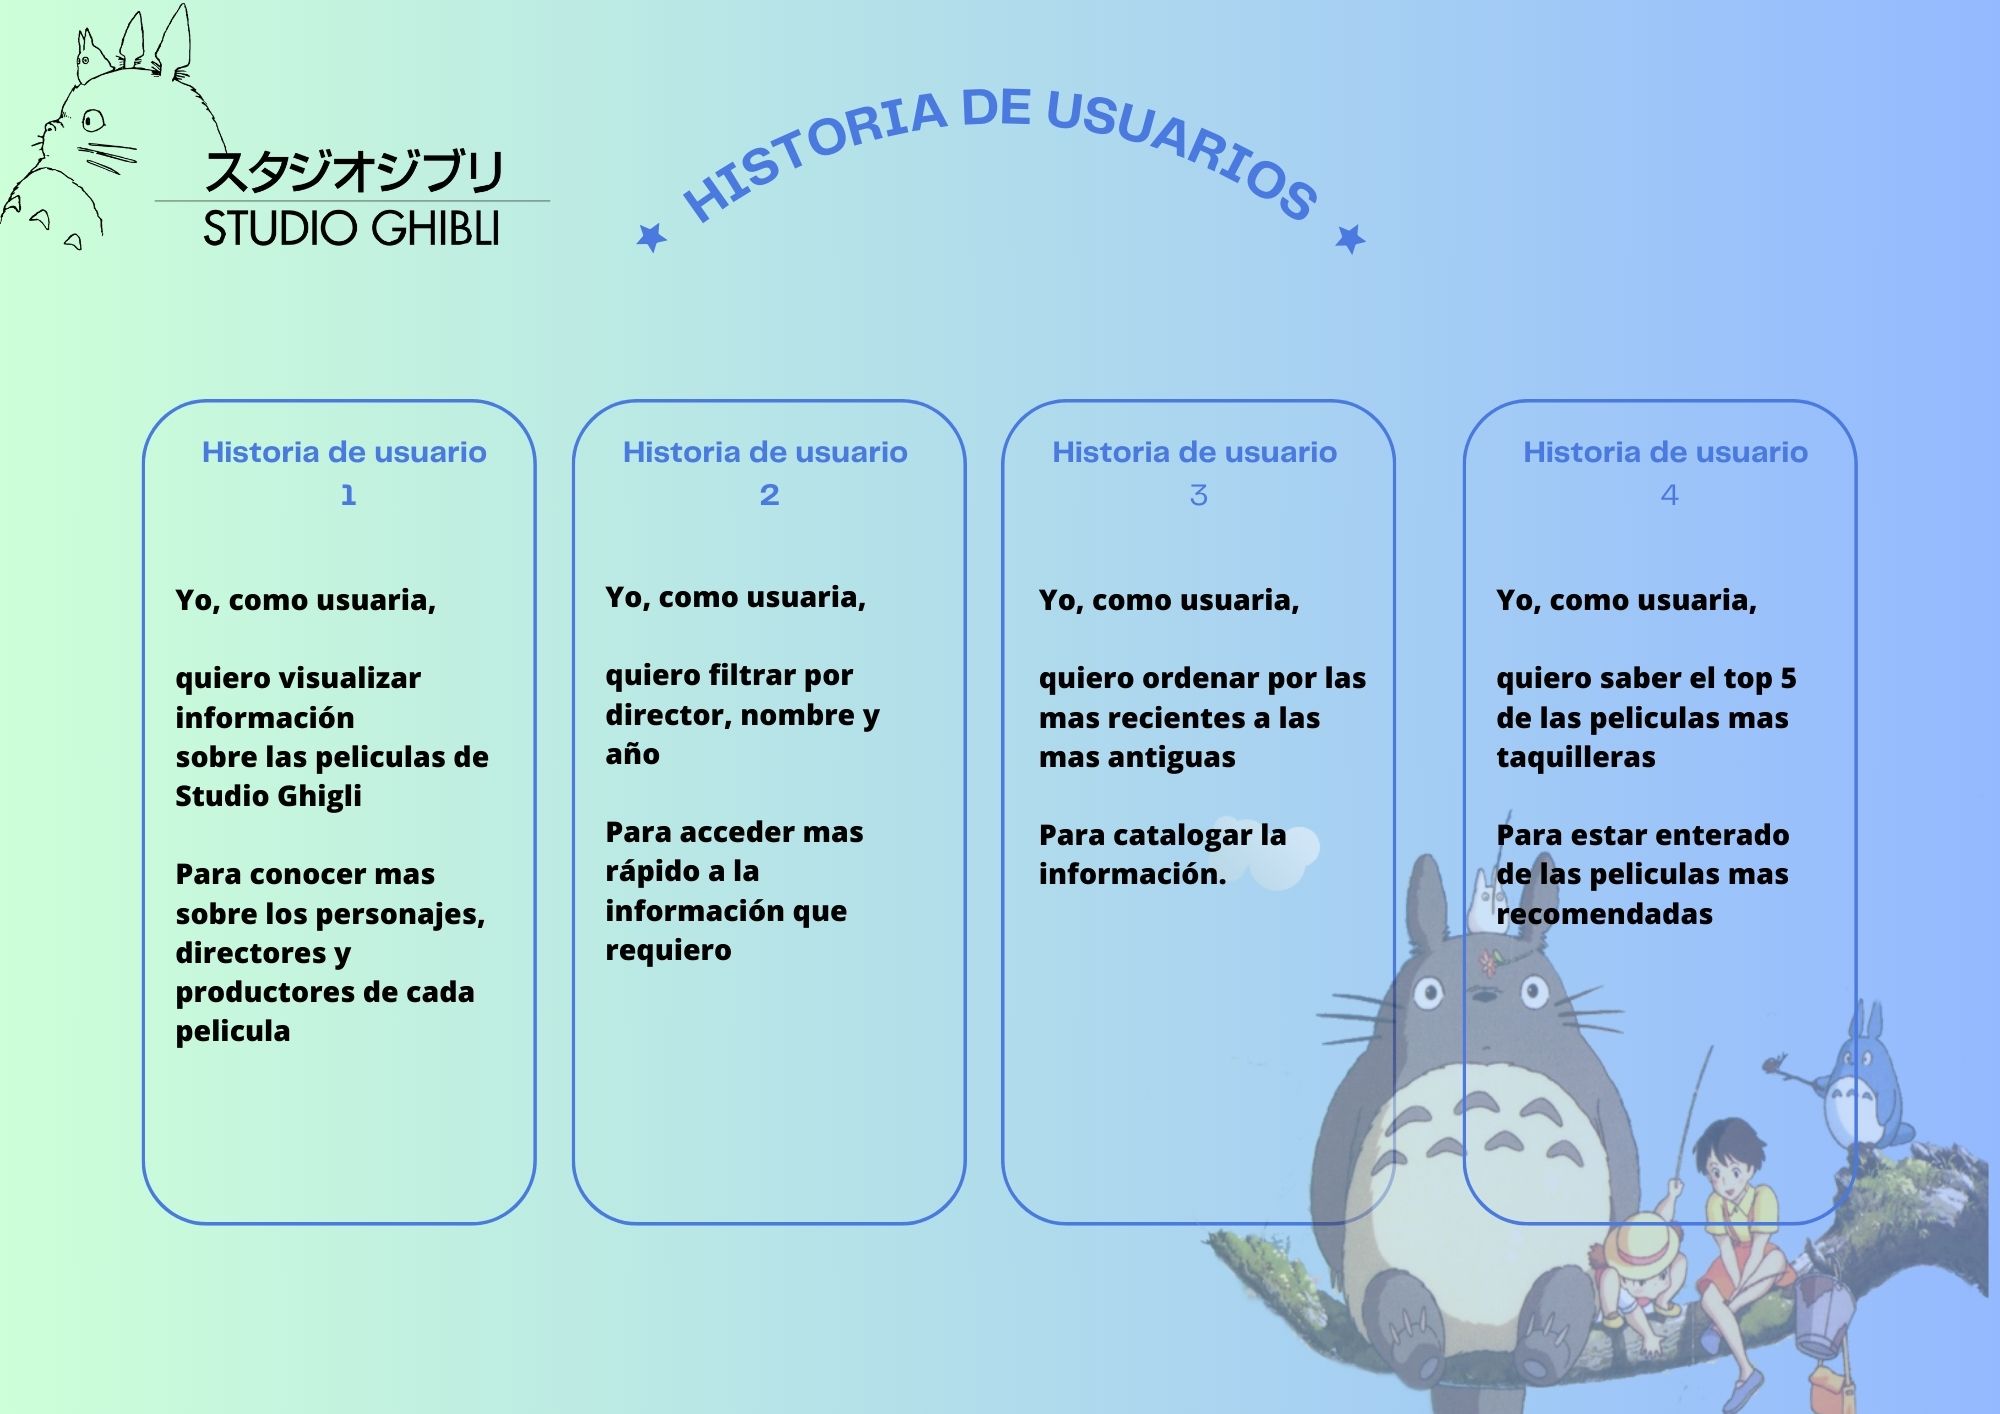 スタジオジブリ
STUDIO GHIBLI
★ HISTORIA DE USUARIOS ★
Historia de usuario
1
Yo, como usuaria,
quiero visualizar
información
sobre las peliculas de
Studio Ghigli
Para conocer mas
sobre los personajes,
directores y
productores de cada
pelicula
Historia de usuario
2
Yo, como usuaria,
quiero filtrar por
director, nombre y
año
Para acceder mas
rápido a la
información que
requiero
Historia de usuario
3
Yo, como usuaria,
quiero ordenar por las
mas recientes a las
mas antiguas
Para catalogar la
información.
Historia de usuario
4
Yo, como usuaria,
quiero saber el top 5
de las peliculas mas
taquilleras
Para estar enterado
de las peliculas mas
recomendadas